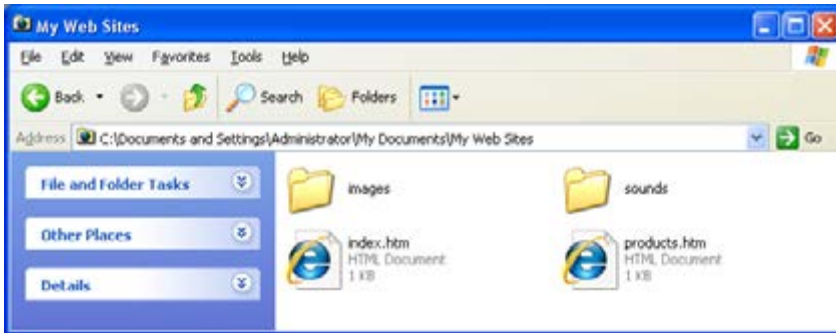 My Web Sites
File Edit View Favorites Tools Help
Back Search Folders
Address C:\Documents and Settings\Administrator\My Documents\My Web Sites Go
File and Folder Tasks
Other Places
Details
images
sounds
index.htm
HTML Document
1 KB
products.htm
HTML Document
1 KB